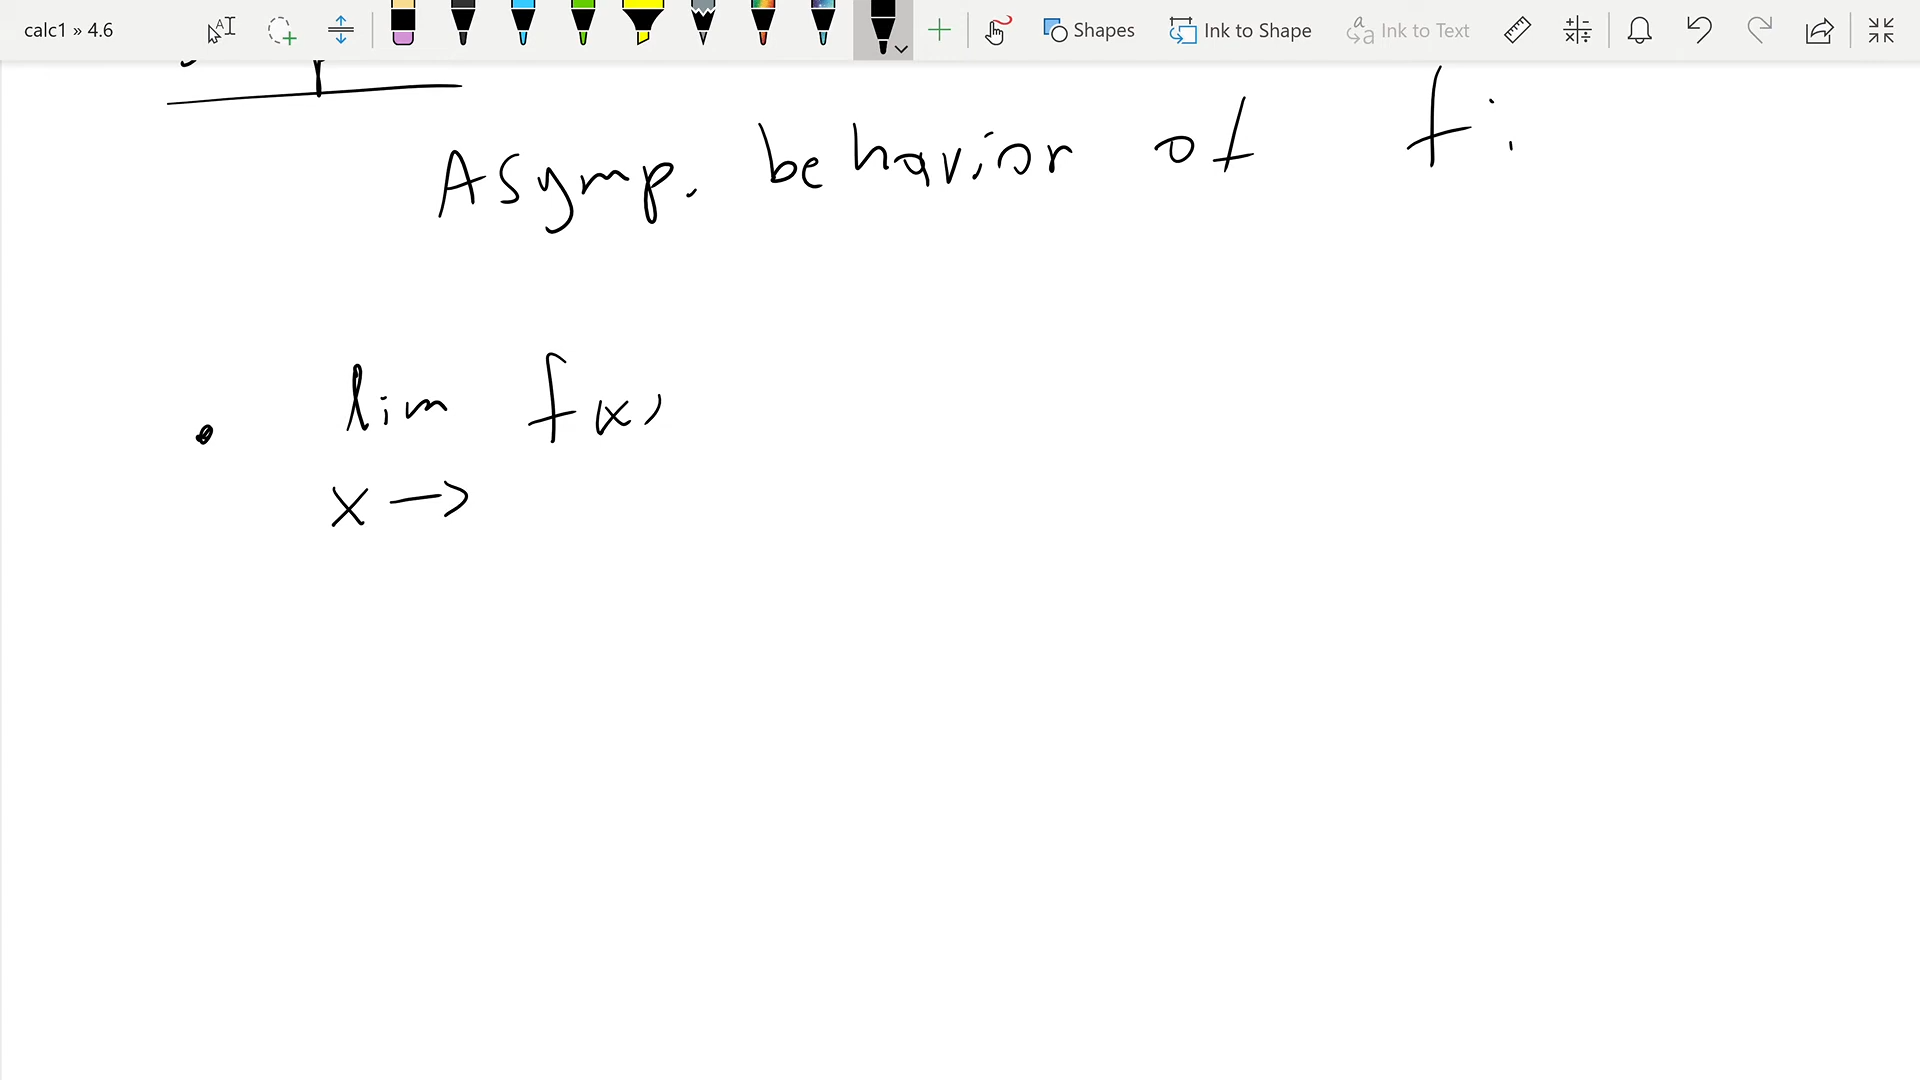 calc1 » 4.6 Shapes Ink to Shape Ink to Text
Asymp. behavior of f:
lim f(x)
x →